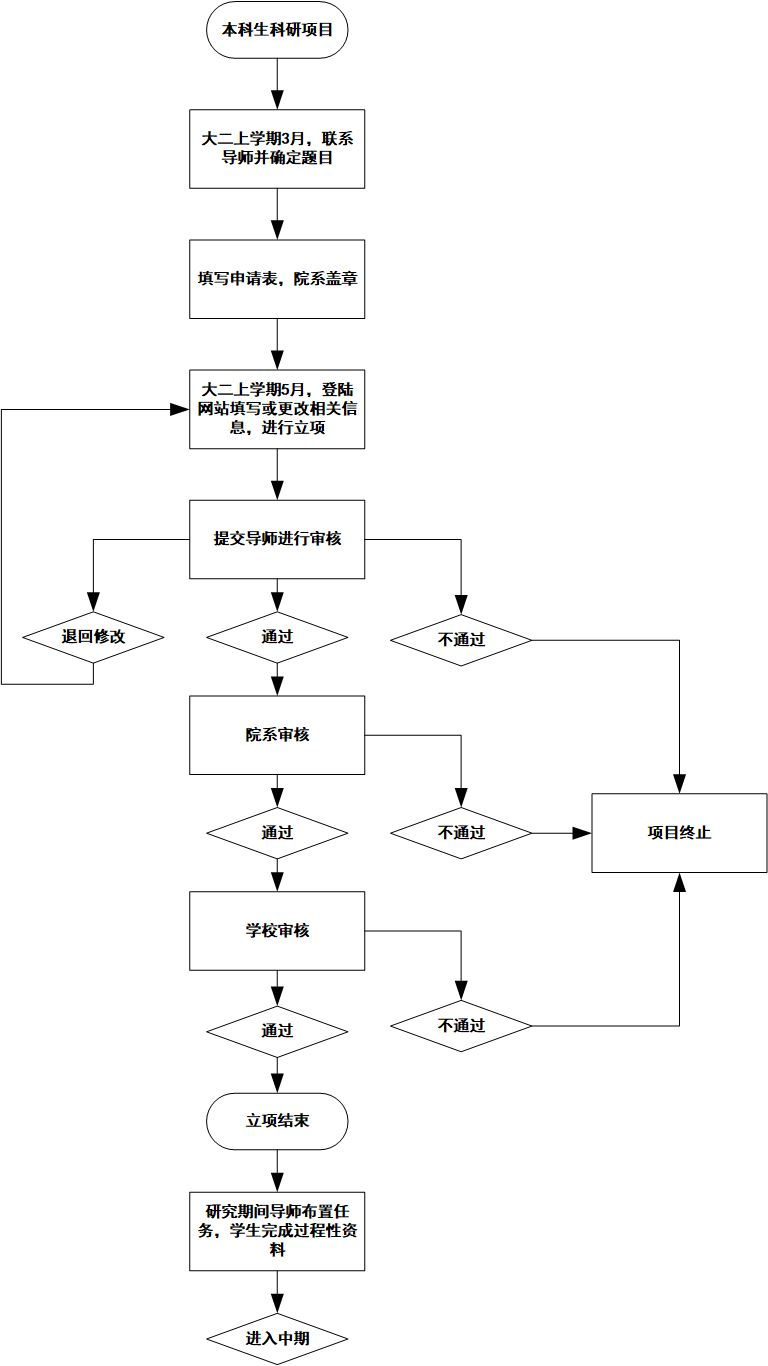 本科生科研项目
大二上学期3月，联系
导师并确定题目
填写申请表，院系盖章
大二上学期5月，登陆
网站填写或更改相关信
息，进行立项
提交导师进行审核
退回修改
通过
不通过
院系审核
通过
不通过
项目终止
学校审核
通过
不通过
立项结束
研究期间导师布置任
务，学生完成过程性资
料
进入中期